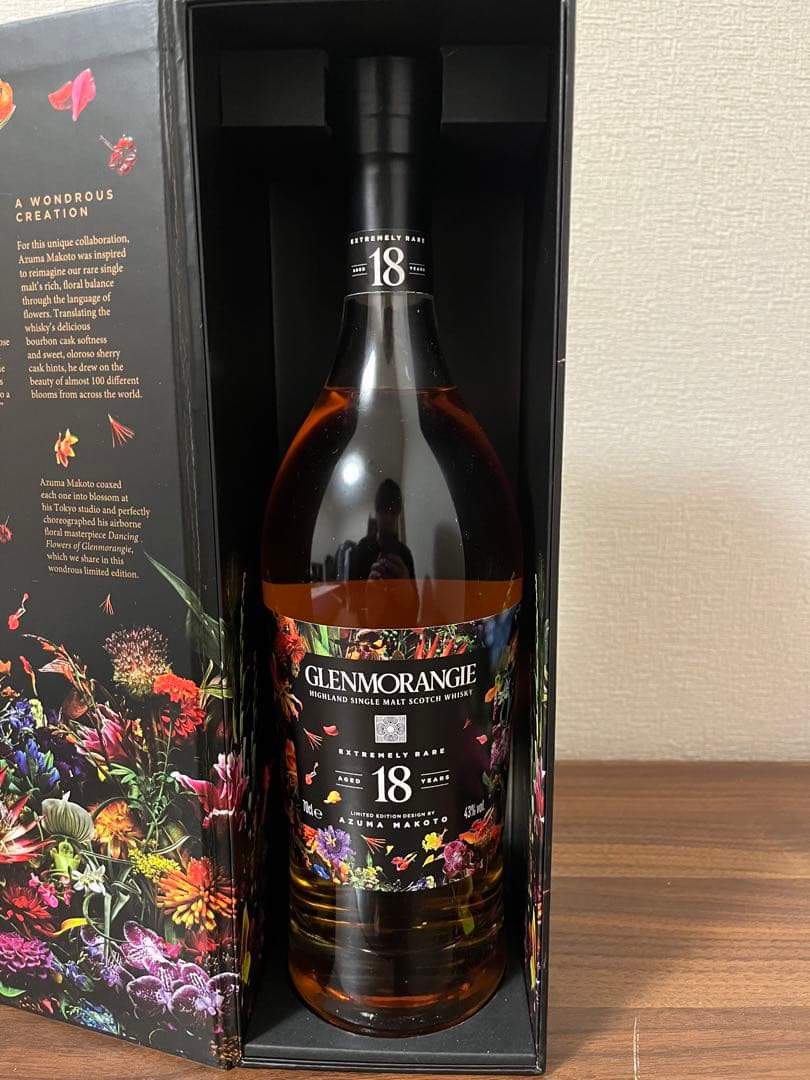 A WONDROUS
CREATION
For this unique collaboration,
Azuma Makoto was inspired
to reimagine our rare single
malt's rich, floral balance
through the language of
flowers. Translating the
whisky's delicious
bourbon cask softness
and sweet, oloroso sherry
cask hints, he drew on the
beauty of almost 100 different
blooms from across the world.
Azuma Makoto coaxed
each one into blossom at
his Tokyo studio and perfectly
choreographed his airborne
floral masterpiece Dancing
Flowers of Glenmorangie,
which we share in this
wondrous limited edition.
EXTREMELY RARE
AGED 18 YEARS
GLENMORANGIE
HIGHLAND SINGLE MALT SCOTCH WHISKY
EXTREMELY RARE
AGED 18 YEARS
70cl e
LIMITED EDITION DESIGN BY
43% vol
AZUMA MAKOTO